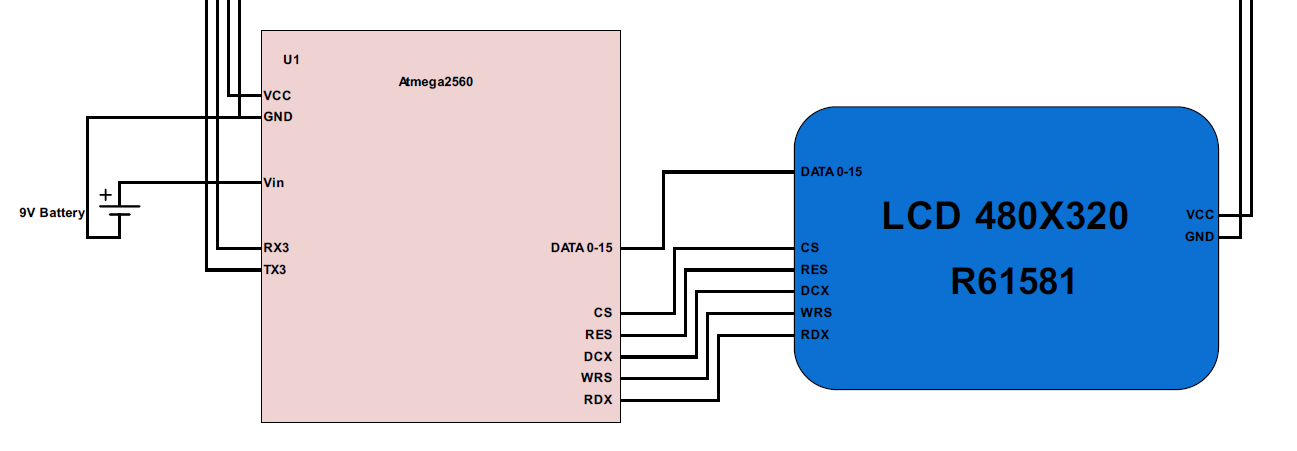 U1
Atmega2560
VCC
GND
Vin
+
9V Battery
RX3
TX3
DATA 0-15
CS
RES
DCX
WRS
RDX
DATA 0-15
LCD 480X320
R61581
CS
RES
DCX
WRS
RDX
VCC
GND